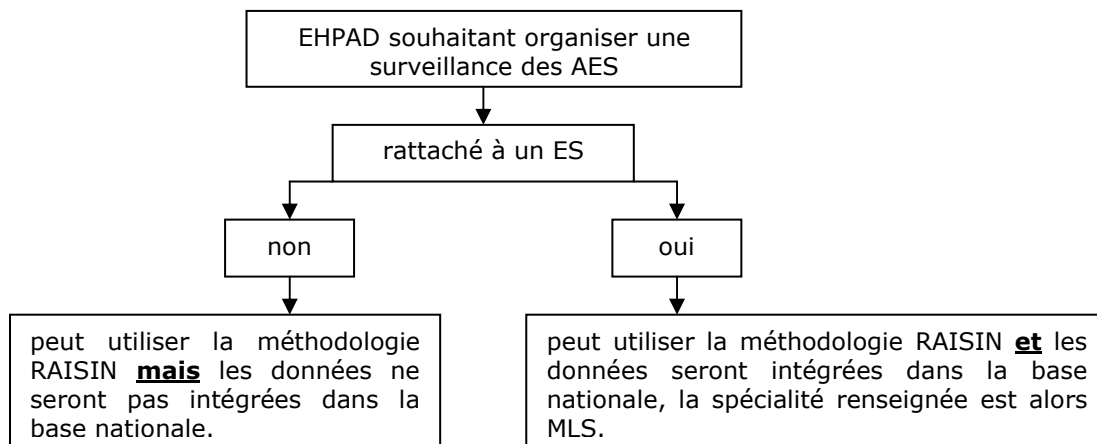 EHPAD souhaitant organiser une
surveillance des AES
rattaché à un ES
non
oui
peut utiliser la méthodologie
RAISIN mais les données ne
seront pas intégrées dans la
base nationale.
peut utiliser la méthodologie RAISIN et les
données seront intégrées dans la base
nationale, la spécialité renseignée est alors
MLS.